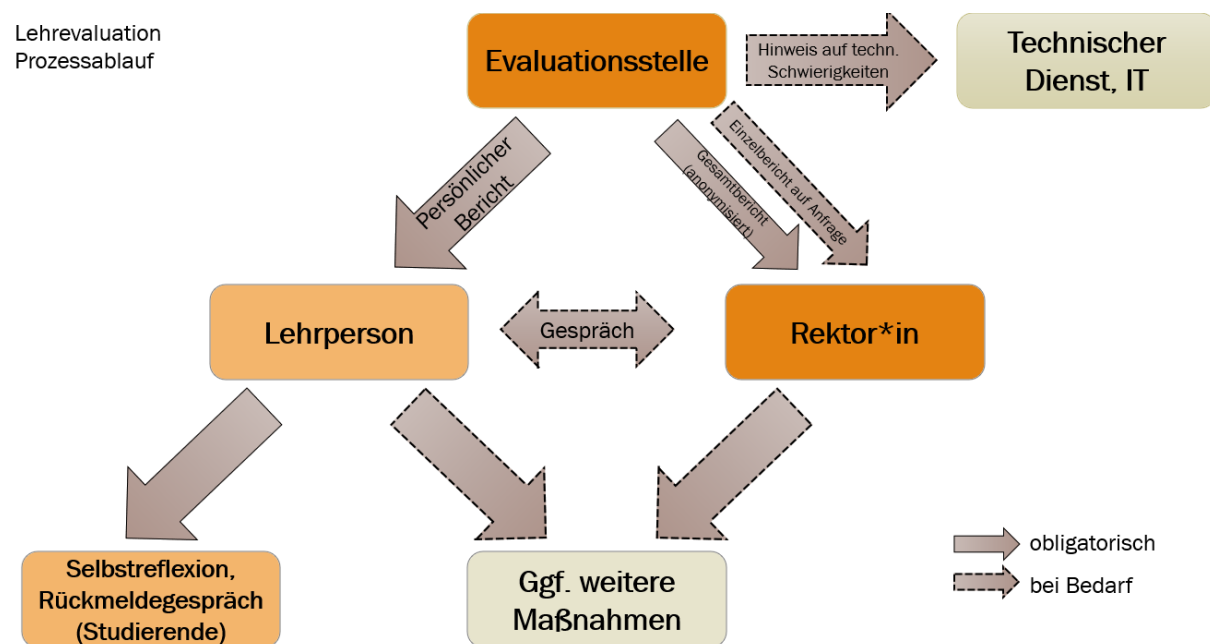 Lehrevaluation
Prozessablauf
Evaluationsstelle
Hinweis auf techn.
Schwierigkeiten
Technischer
Dienst, IT
Persönlicher
Bericht
Gesamtbericht
(anonymisiert)
Einzelbericht auf Anfrage
Lehrperson
Gespräch
Rektor*in
Selbstreflexion,
Rückmeldegespräch
(Studierende)
Ggf. weitere
Maßnahmen
obligatorisch
bei Bedarf